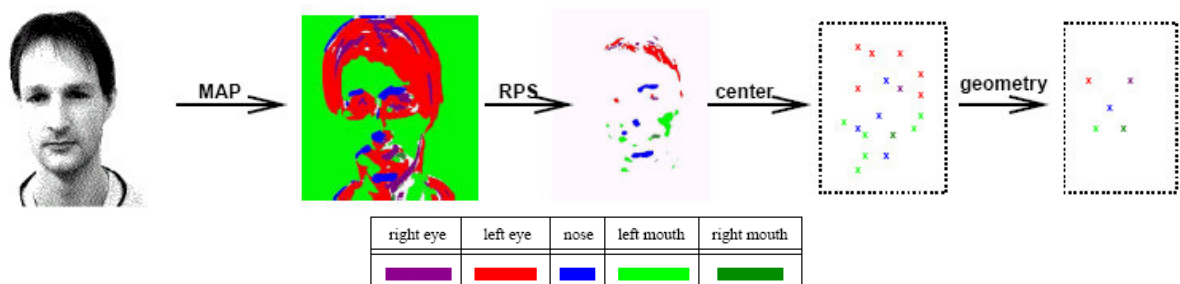 MAP
RPS
center
geometry
right eye left eye nose left mouth right mouth